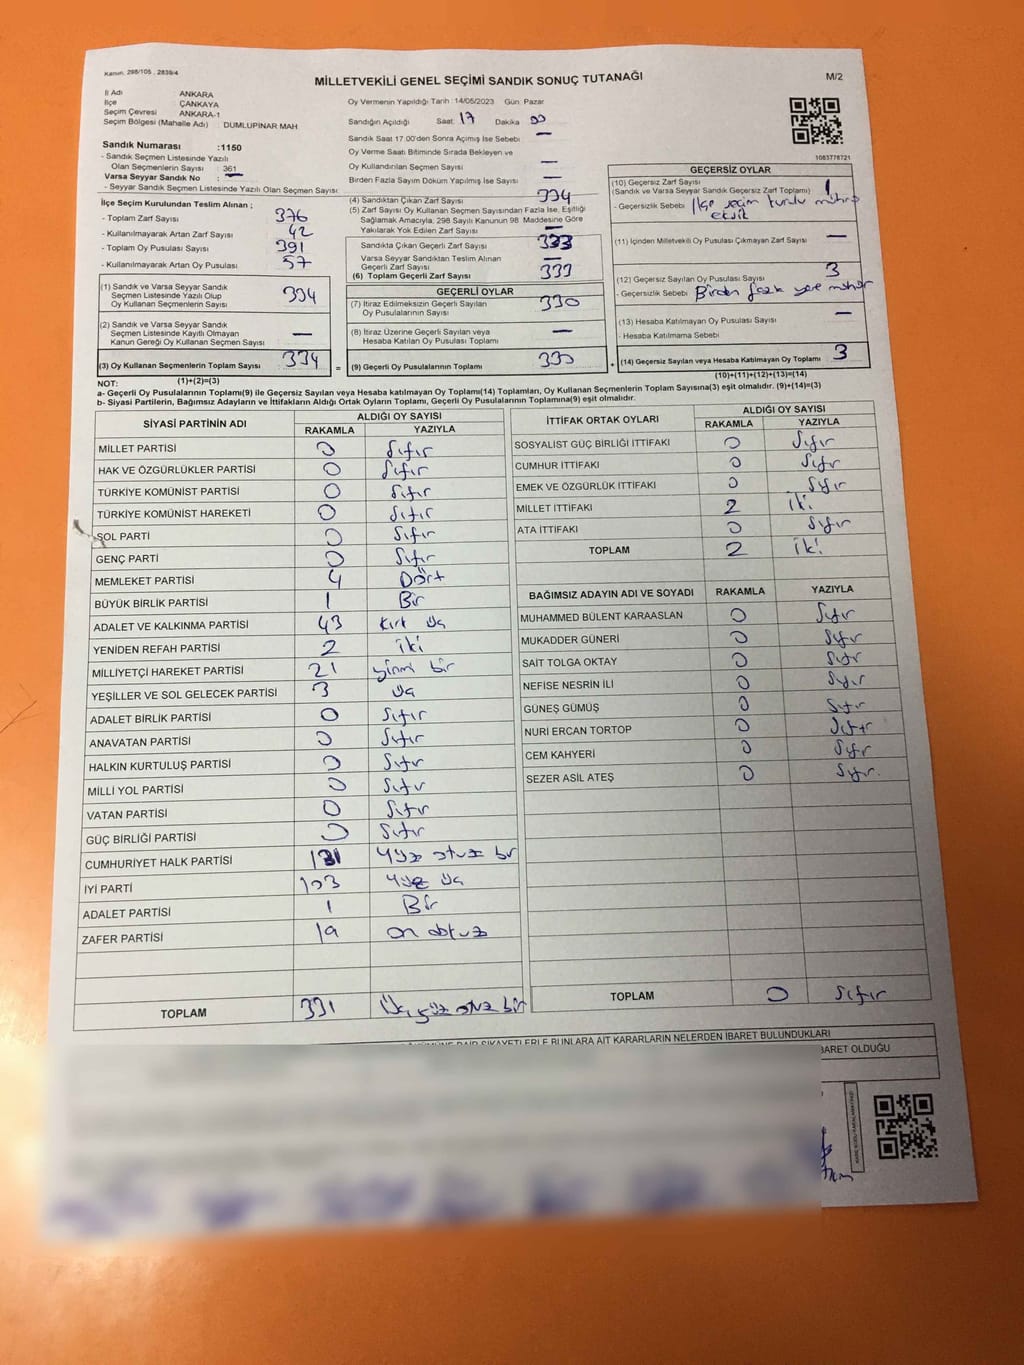 Kanun, 298/105 , 2839/4
MİLLETVEKİLİ GENEL SEÇİMİ SANDIK SONUÇ TUTANAĞI
M/2
İl Adı ANKARA
İlçe ÇANKAYA
Seçim Çevresi ANKARA-1
Seçim Bölgesi (Mahalle Adı) : DUMLUPINAR MAH
Sandık Numarası :1150
- Sandık Seçmen Listesinde Yazılı
Olan Seçmenlerin Sayısı : 361
Varsa Seyyar Sandık No : —
- Seyyar Sandık Seçmen Listesinde Yazılı Olan Seçmen Sayısı:
Oy Vermenin Yapıldığı Tarih : 14/05/2023 Gün: Pazar
Sandığın Açıldığı Saat: 17 Dakika 00
Sandık Saat 17.00'den Sonra Açımış İse Sebebi —
Oy Verme Saati Bitiminde Sırada Bekleyen ve
Oy Kullandırılan Seçmen Sayısı —
Birden Fazla Sayım Döküm Yapılmış İse Sayısı —
1083778721
İlçe Seçim Kurulundan Teslim Alınan ;
- Toplam Zarf Sayısı 376
- Kullanılmayarak Artan Zarf Sayısı 42
- Toplam Oy Pusulası Sayısı 391
- Kullanılmayarak Artan Oy Pusulası 57
(1) Sandık ve Varsa Seyyar Sandık
Seçmen Listesinde Yazılı Olup
Oy Kullanan Seçmenlerin Sayısı 334
(2) Sandık ve Varsa Seyyar Sandık
Seçmen Listesinde Kayıtlı Olmayan
Kanun Gereği Oy Kullanan Seçmen Sayısı —
(3) Oy Kullanan Seçmenlerin Toplam Sayısı 334
(1)+(2)=(3)
(4) Sandıktan Çıkan Zarf Sayısı 334
(5) Zarf Sayısı Oy Kullanan Seçmen Sayısından Fazla İse, Eşitliği
Sağlamak Amacıyla, 298 Sayılı Kanunun 98. Maddesine Göre
Yakılarak Yok Edilen Zarf Sayısı —
Sandıkta Çıkan Geçerli Zarf Sayısı 333
Varsa Seyyar Sandıktan Teslim Alınan
Geçerli Zarf Sayısı —
(6) Toplam Geçerli Zarf Sayısı 333
GEÇERLİ OYLAR
(7) İtiraz Edilmeksizin Geçerli Sayılan
Oy Pusulalarının Sayısı 330
(8) İtiraz Üzerine Geçerli Sayılan veya
Hesaba Katılan Oy Pusulası Toplamı —
= (9) Geçerli Oy Pusulalarının Toplamı 330
GEÇERSİZ OYLAR
(10) Geçersiz Zarf Sayısı
(Sandık ve Varsa Seyyar Sandık Geçersiz Zarf Toplamı) 1
- Geçersizlik Sebebi İlçe seçim kurulu mührü
eksik
(11) İçinden Milletvekili Oy Pusulası Çıkmayan Zarf Sayısı —
(12) Geçersiz Sayılan Oy Pusulası Sayısı 3
- Geçersizlik Sebebi Birden fazla yere mühür
(13) Hesaba Katılmayan Oy Pusulası Sayısı —
- Hesaba Katılmama Sebebi
+ (14) Geçersiz Sayılan veya Hesaba Katılmayan Oy Toplamı 3
(10)+(11)+(12)+(13)=(14)
NOT:
a- Geçerli Oy Pusulalarının Toplamı(9) ile Geçersiz Sayılan veya Hesaba katılmayan Oy Toplamı(14) Toplamları, Oy Kullanan Seçmenlerin Toplam Sayısına(3) eşit olmalıdır. (9)+(14)=(3)
b- Siyasi Partilerin, Bağımsız Adayların ve İttifakların Aldığı Ortak Oyların Toplamı, Geçerli Oy Pusulalarının Toplamına(9) eşit olmalıdır.
SİYASİ PARTİNİN ADI ALDIĞI OY SAYISI
RAKAMLA YAZIYLA
MİLLET PARTİSİ 0 Sıfır
HAK VE ÖZGÜRLÜKLER PARTİSİ 0 Sıfır
TÜRKİYE KOMÜNİST PARTİSİ 0 Sıfır
TÜRKİYE KOMÜNİST HAREKETİ 0 Sıfır
SOL PARTİ 0 Sıfır
GENÇ PARTİ 0 Sıfır
MEMLEKET PARTİSİ 4 Dört
BÜYÜK BİRLİK PARTİSİ 1 Bir
ADALET VE KALKINMA PARTİSİ 43 Kırk üç
YENİDEN REFAH PARTİSİ 2 iki
MİLLİYETÇİ HAREKET PARTİSİ 21 yirmi bir
YEŞİLLER VE SOL GELECEK PARTİSİ 3 üç
ADALET BİRLİK PARTİSİ 0 Sıfır
ANAVATAN PARTİSİ 0 Sıfır
HALKIN KURTULUŞ PARTİSİ 0 Sıfır
MİLLİ YOL PARTİSİ 0 Sıfır
VATAN PARTİSİ 0 Sıfır
GÜÇ BİRLİĞİ PARTİSİ 0 Sıfır
CUMHURİYET HALK PARTİSİ 131 yüz otuz bir
İYİ PARTİ 103 yüz üç
ADALET PARTİSİ 1 Bir
ZAFER PARTİSİ 19 on dokuz
TOPLAM 331 Üç yüz otuz bir
İTTİFAK ORTAK OYLARI ALDIĞI OY SAYISI
RAKAMLA YAZIYLA
SOSYALİST GÜÇ BİRLİĞİ İTTİFAKI 0 Sıfır
CUMHUR İTTİFAKI 0 Sıfır
EMEK VE ÖZGÜRLÜK İTTİFAKI 0 Sıfır
MİLLET İTTİFAKI 2 iki
ATA İTTİFAKI 0 Sıfır
TOPLAM 2 iki
BAĞIMSIZ ADAYIN ADI VE SOYADI RAKAMLA YAZIYLA
MUHAMMED BÜLENT KARAASLAN 0 Sıfır
MUKADDER GÜNERİ 0 Sıfır
SAİT TOLGA OKTAY 0 Sıfır
NEFİSE NESRİN İLİ 0 Sıfır
GÜNEŞ GÜMÜŞ 0 Sıfır
NURİ ERCAN TORTOP 0 Sıfır
CEM KAHYERİ 0 Sıfır
SEZER ASİL ATEŞ 0 Sıfır.
TOPLAM 0 Sıfır
DAİR ŞİKAYETLERLE BUNLARA AİT KARARLARIN NELERDEN İBARET BULUNDUKLARI
BARET OLDUĞU